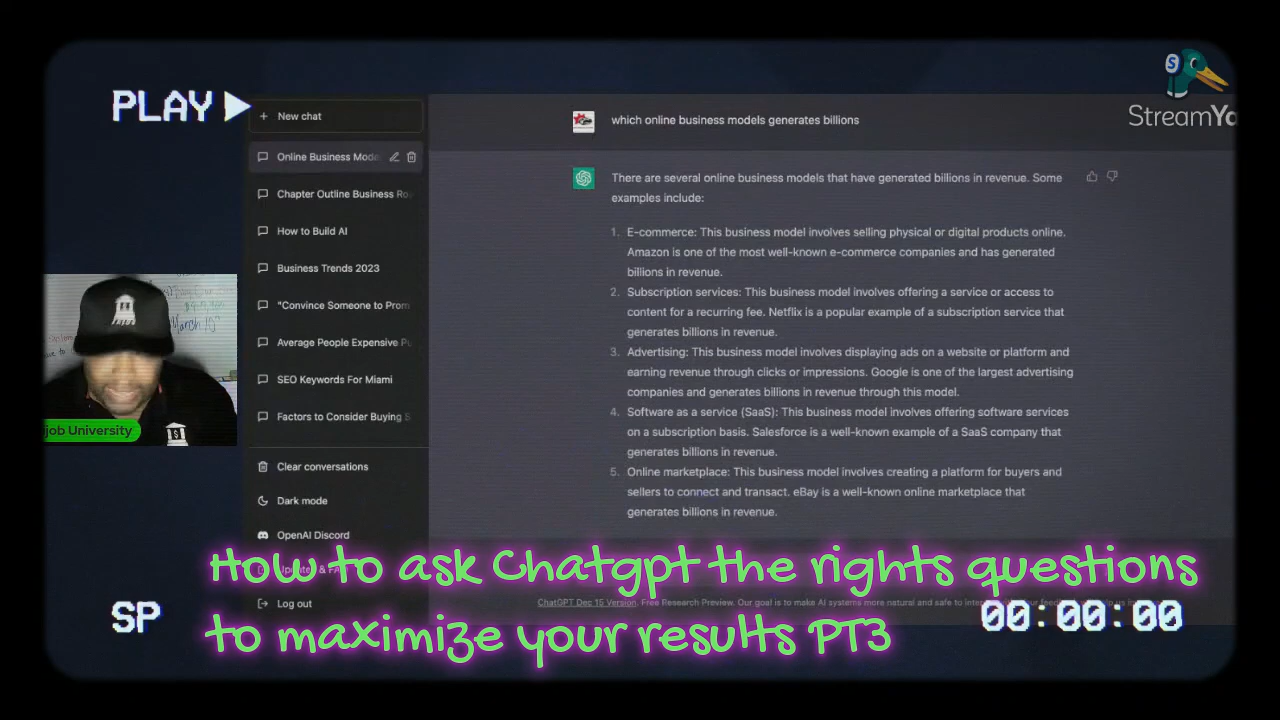 PLAY
StreamYa
+ New chat
which online business models generates billions
Online Business Mode
There are several online business models that have generated billions in revenue. Some
examples include:
Chapter Outline Business Ro
How to Build AI
1. E-commerce: This business model involves selling physical or digital products online.
Amazon is one of the most well-known e-commerce companies and has generated
billions in revenue.
Business Trends 2023
2. Subscription services: This business model involves offering a service or access to
content for a recurring fee. Netflix is a popular example of a subscription service that
generates billions in revenue.
"Convince Someone to Prom
Average People Expensive Pu
3. Advertising: This business model involves displaying ads on a website or platform and
earning revenue through clicks or impressions. Google is one of the largest advertising
companies and generates billions in revenue through this model.
SEO Keywords For Miami
Factors to Consider Buying S
4. Software as a service (SaaS): This business model involves offering software services
on a subscription basis. Salesforce is a well-known example of a SaaS company that
generates billions in revenue.
5. Online marketplace: This business model involves creating a platform for buyers and
sellers to connect and transact. eBay is a well-known online marketplace that
generates billions in revenue.
Clear conversations
Dark mode
OpenAI Discord
Log out
March 10
job University
How to ask Chatgpt the rights questions
to maximize your results PT3
ChatGPT Dec 15 Version. Free Research Preview. Our goal is to make AI systems more natural and safe to
SP
00:00:00